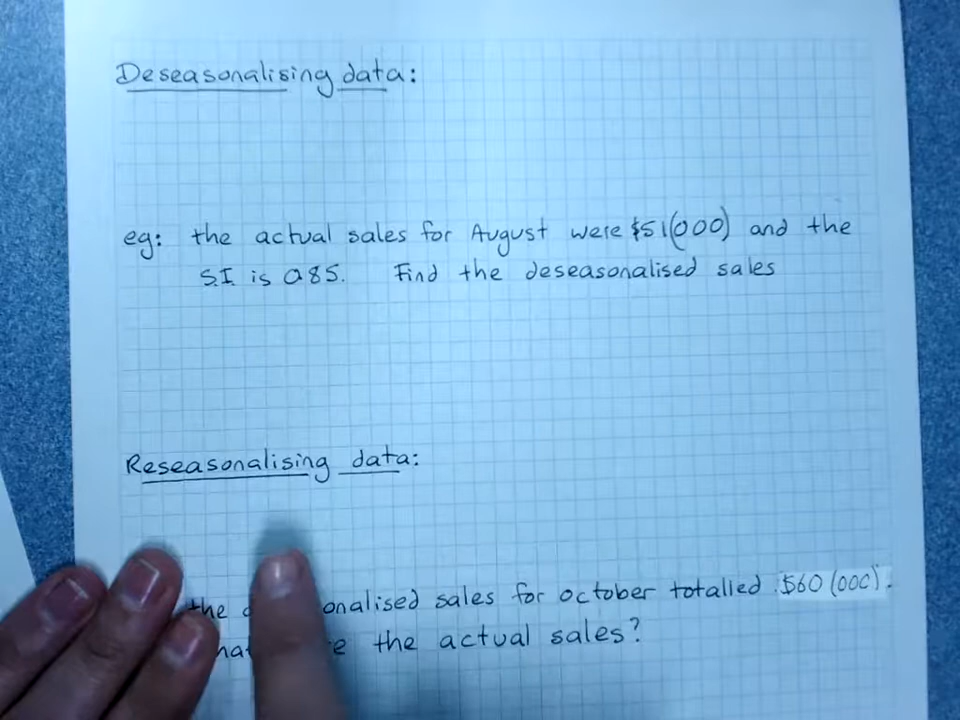 Deseasonalising data:
eg: the actual sales for August were $51(000) and the
S.I is 0.85. Find the deseasonalised sales
Reseasonalising data:
the onalised sales for october totalled $60 (000).
the actual sales?